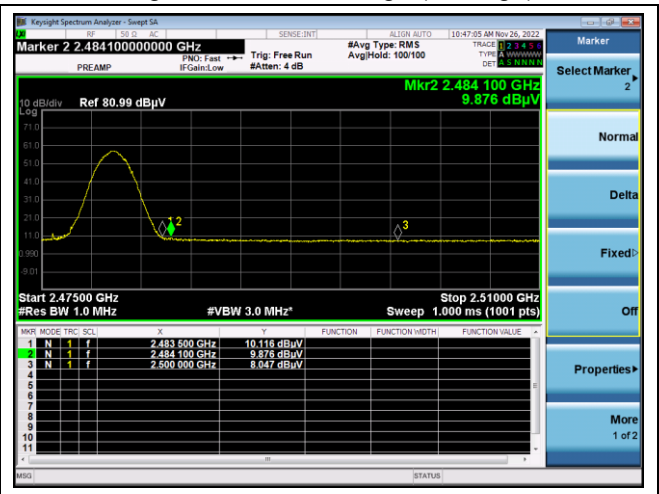 Keysight Spectrum Analyzer - Swept SA
RF 50 Ω AC SENSE:INT ALIGN AUTO 10:47:05 AM Nov 26, 2022
Marker 2 2.484100000000 GHz
PREAMP
PNO: Fast
IFGain:Low
Trig: Free Run
#Atten: 4 dB
#Avg Type: RMS
Avg|Hold: 100/100
TRACE 1 2 3 4 5 6
TYPE A WWWWW
DET A S N N N N
Mkr2 2.484 100 GHz
9.876 dBµV
10 dB/div Ref 80.99 dBµV
Log
71.0
61.0
51.0
41.0
31.0
21.0
11.0
0.990
-9.01
1 2
3
Start 2.47500 GHz Stop 2.51000 GHz
#Res BW 1.0 MHz #VBW 3.0 MHz* Sweep 1.000 ms (1001 pts)
MKR MODE TRC SCL X Y FUNCTION FUNCTION WIDTH FUNCTION VALUE
1 N 1 f 2.483 500 GHz 10.116 dBuV
2 N 1 f 2.484 100 GHz 9.876 dBuV
3 N 1 f 2.500 000 GHz 8.047 dBuV
4
5
6
7
8
9
10
11
MSG STATUS
Marker
Select Marker
2
Normal
Delta
Fixed
Off
Properties
More
1 of 2